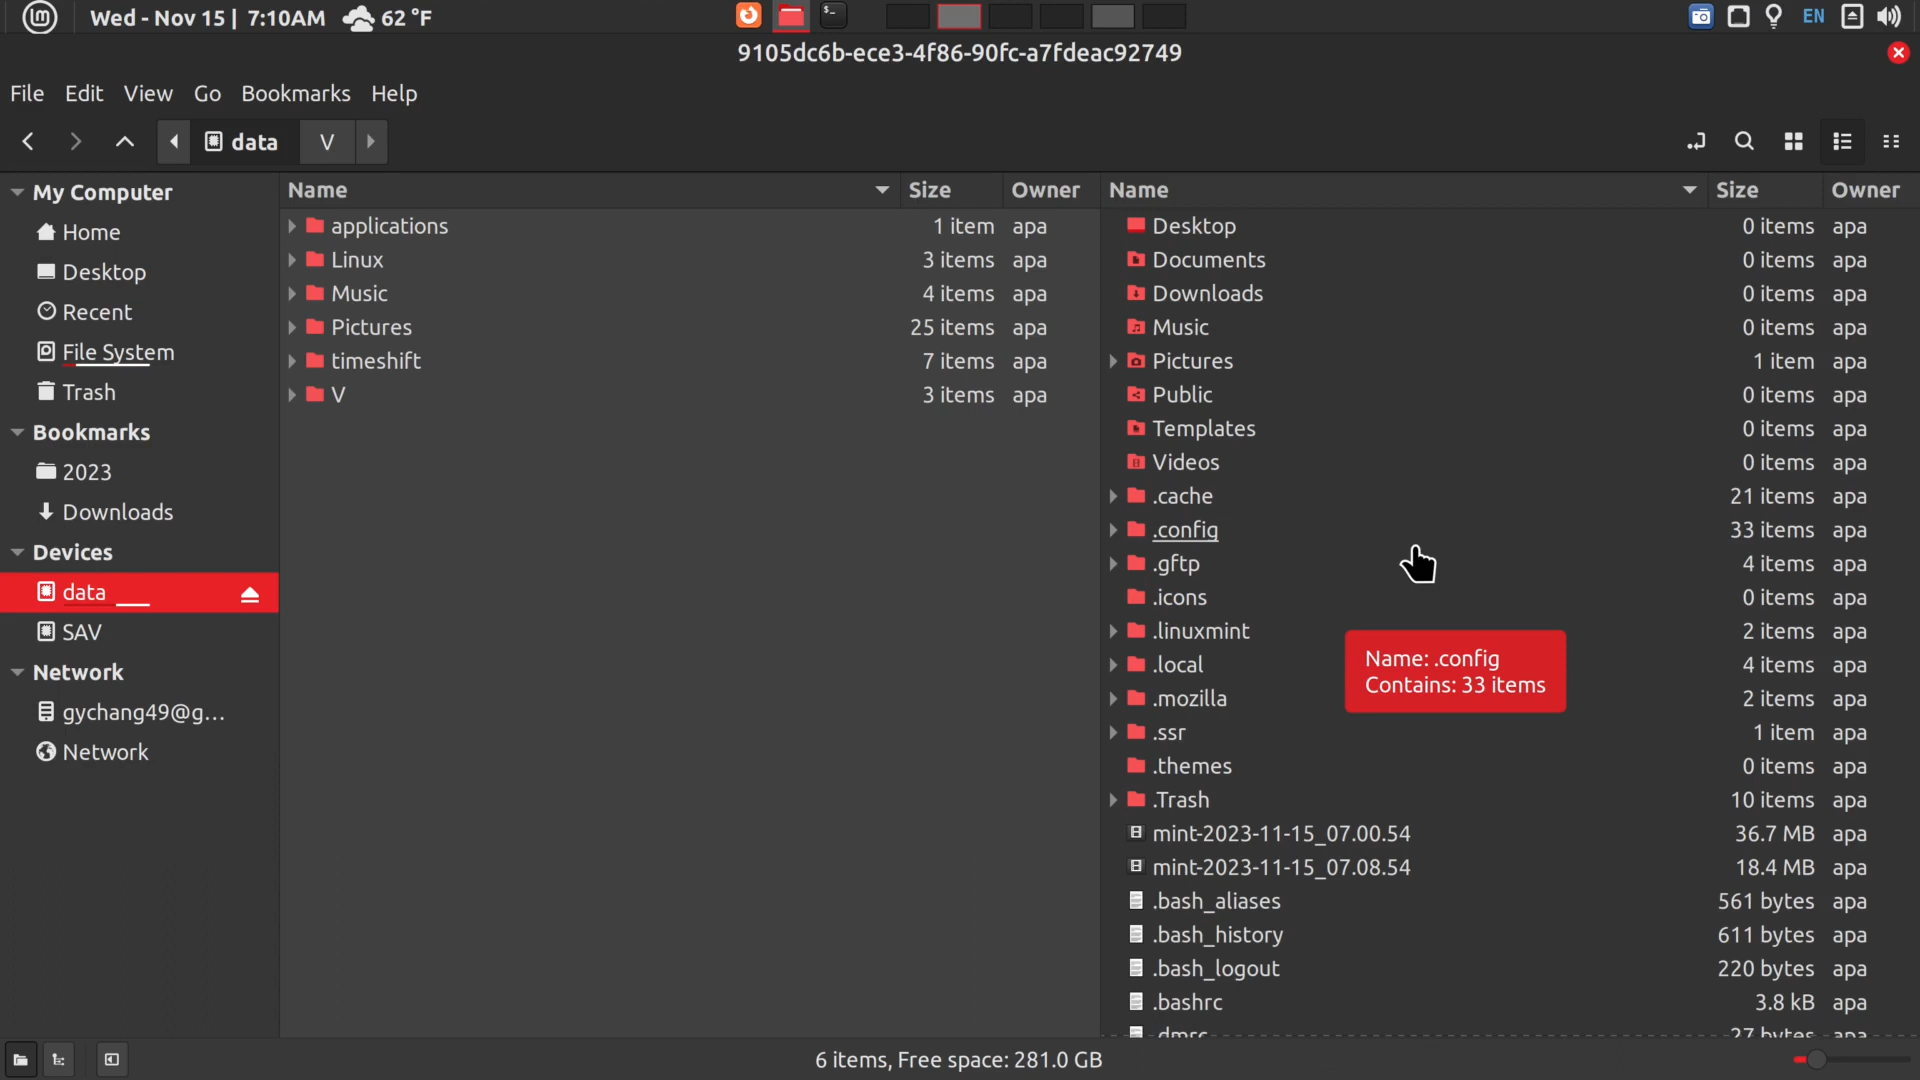 Wed - Nov 15 | 7:10AM 62 °F
EN
9105dc6b-ece3-4f86-90fc-a7fdeac92749
File Edit View Go Bookmarks Help
data V
My Computer
Home
Desktop
Recent
File System
Trash
Bookmarks
2023
Downloads
Devices
data
SAV
Network
gychang49@g...
Network
Name Size Owner
applications 1 item apa
Linux 3 items apa
Music 4 items apa
Pictures 25 items apa
timeshift 7 items apa
V 3 items apa
Name Size Owner
Desktop 0 items apa
Documents 0 items apa
Downloads 0 items apa
Music 0 items apa
Pictures 1 item apa
Public 0 items apa
Templates 0 items apa
Videos 0 items apa
.cache 21 items apa
.config 33 items apa
.gftp 4 items apa
.icons 0 items apa
.linuxmint 2 items apa
.local 4 items apa
.mozilla 2 items apa
.ssr 1 item apa
.themes 0 items apa
.Trash 10 items apa
mint-2023-11-15_07.00.54 36.7 MB apa
mint-2023-11-15_07.08.54 18.4 MB apa
.bash_aliases 561 bytes apa
.bash_history 611 bytes apa
.bash_logout 220 bytes apa
.bashrc 3.8 kB apa
.dmrc 27 bytes apa
Name: .config
Contains: 33 items
6 items, Free space: 281.0 GB